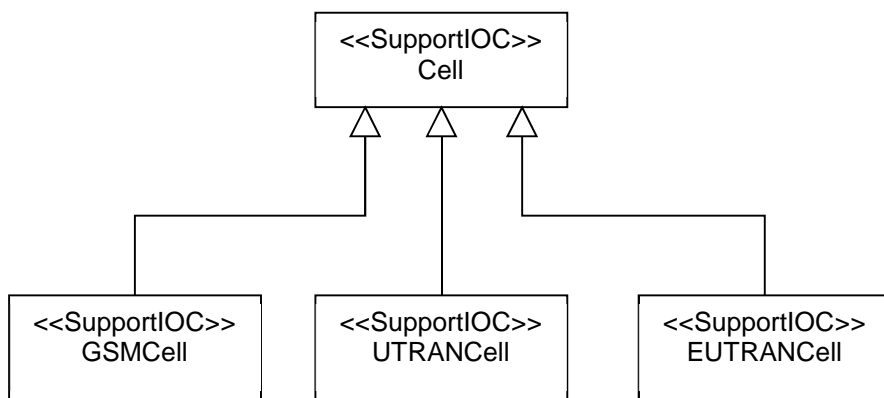 <<SupportIOC>>
Cell
<<SupportIOC>>
GSMCell
<<SupportIOC>>
UTRANCell
<<SupportIOC>>
EUTRANCell